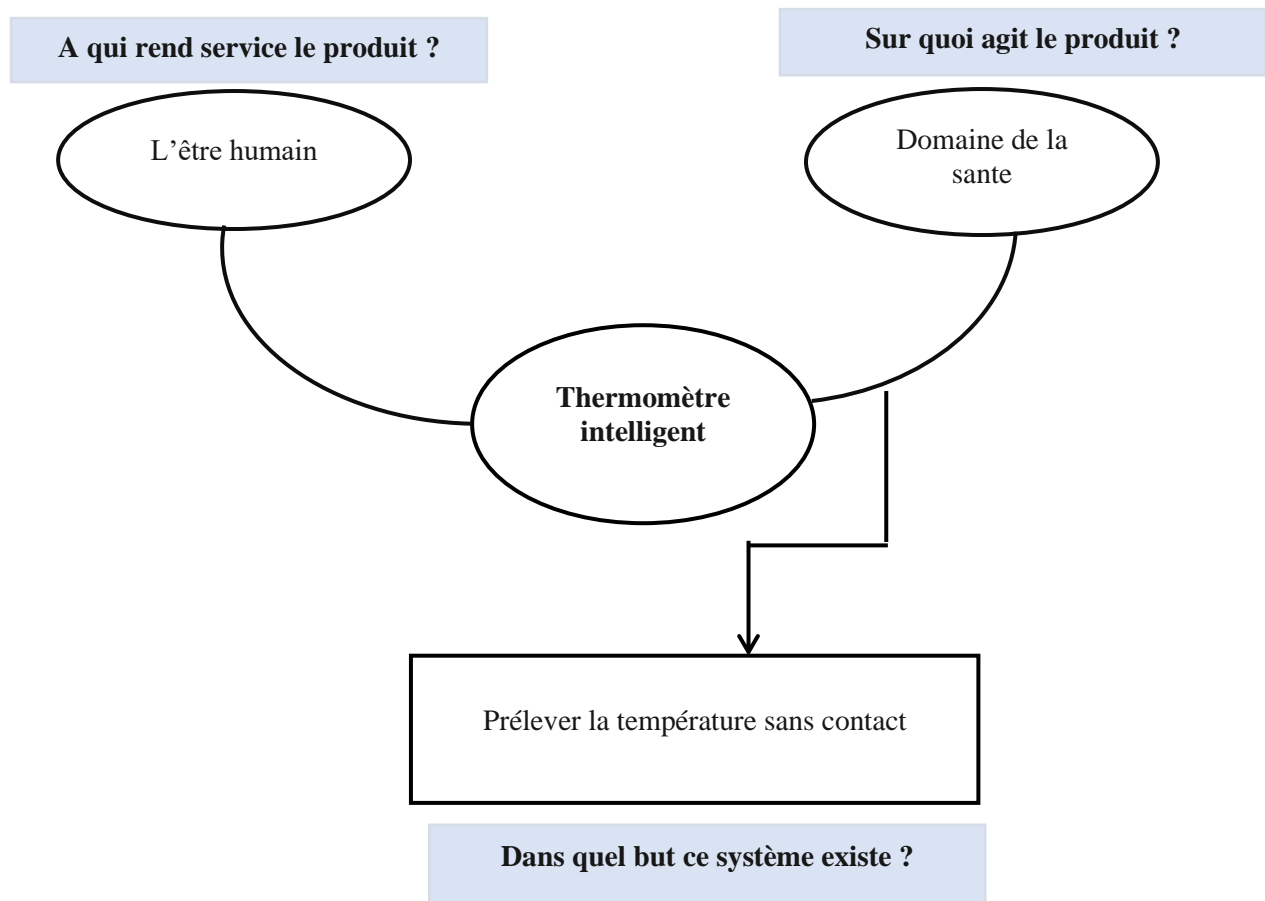 A qui rend service le produit ?
Sur quoi agit le produit ?
L’être humain
Domaine de la
sante
Thermomètre
intelligent
Prélever la température sans contact
Dans quel but ce système existe ?